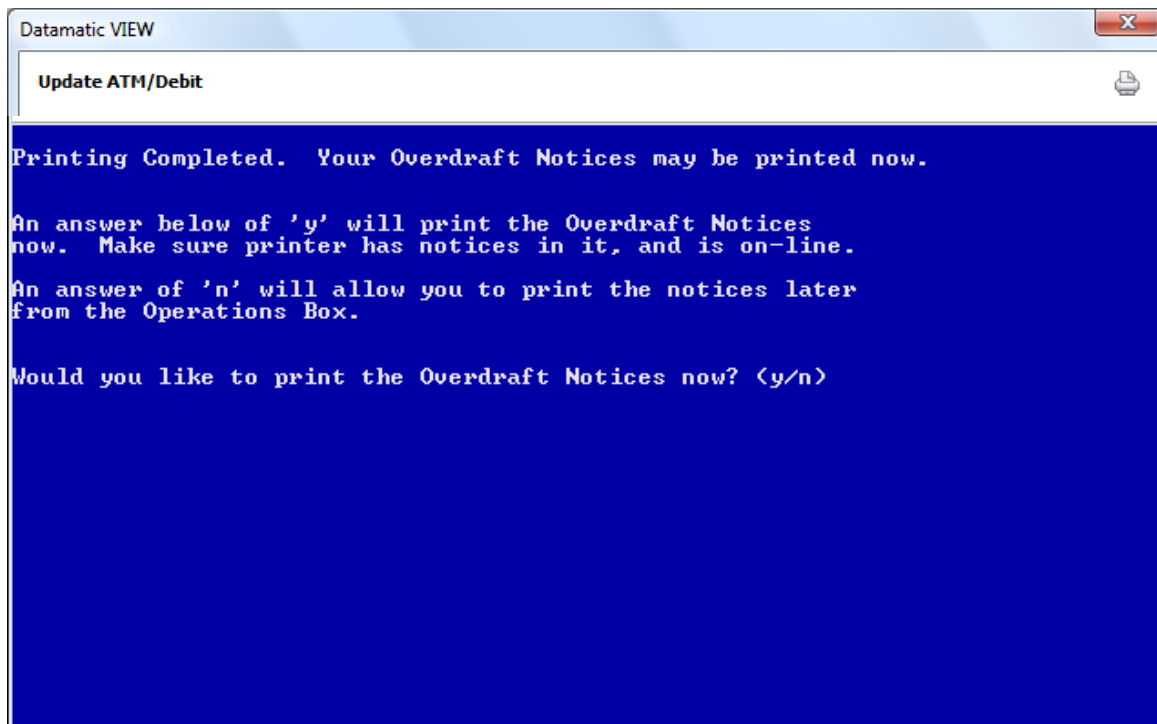 Datamatic VIEW
Update ATM/Debit
Printing Completed.  Your Overdraft Notices may be printed now.
An answer below of 'y' will print the Overdraft Notices
now.  Make sure printer has notices in it, and is on-line.
An answer of 'n' will allow you to print the notices later
from the Operations Box.
Would you like to print the Overdraft Notices now? (y/n)